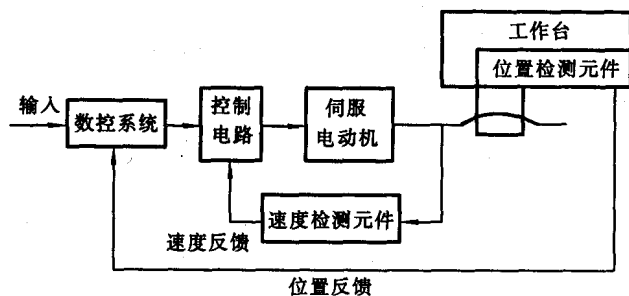 工作台
位置检测元件
输入
数控系统
控制
电路
伺服
电动机
速度检测元件
速度反馈
位置反馈